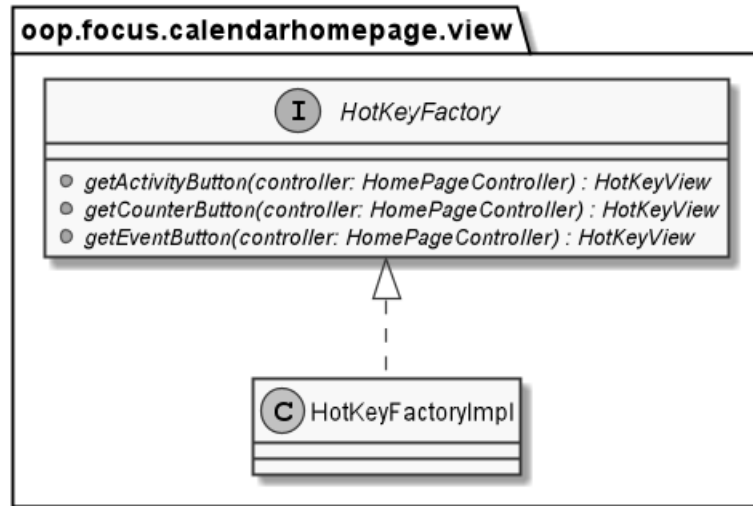 oop.focus.calendarhomepage.view
I HotKeyFactory
getActivityButton(controller: HomePageController) : HotKeyView
getCounterButton(controller: HomePageController) : HotKeyView
getEventButton(controller: HomePageController) : HotKeyView
C HotKeyFactoryImpl